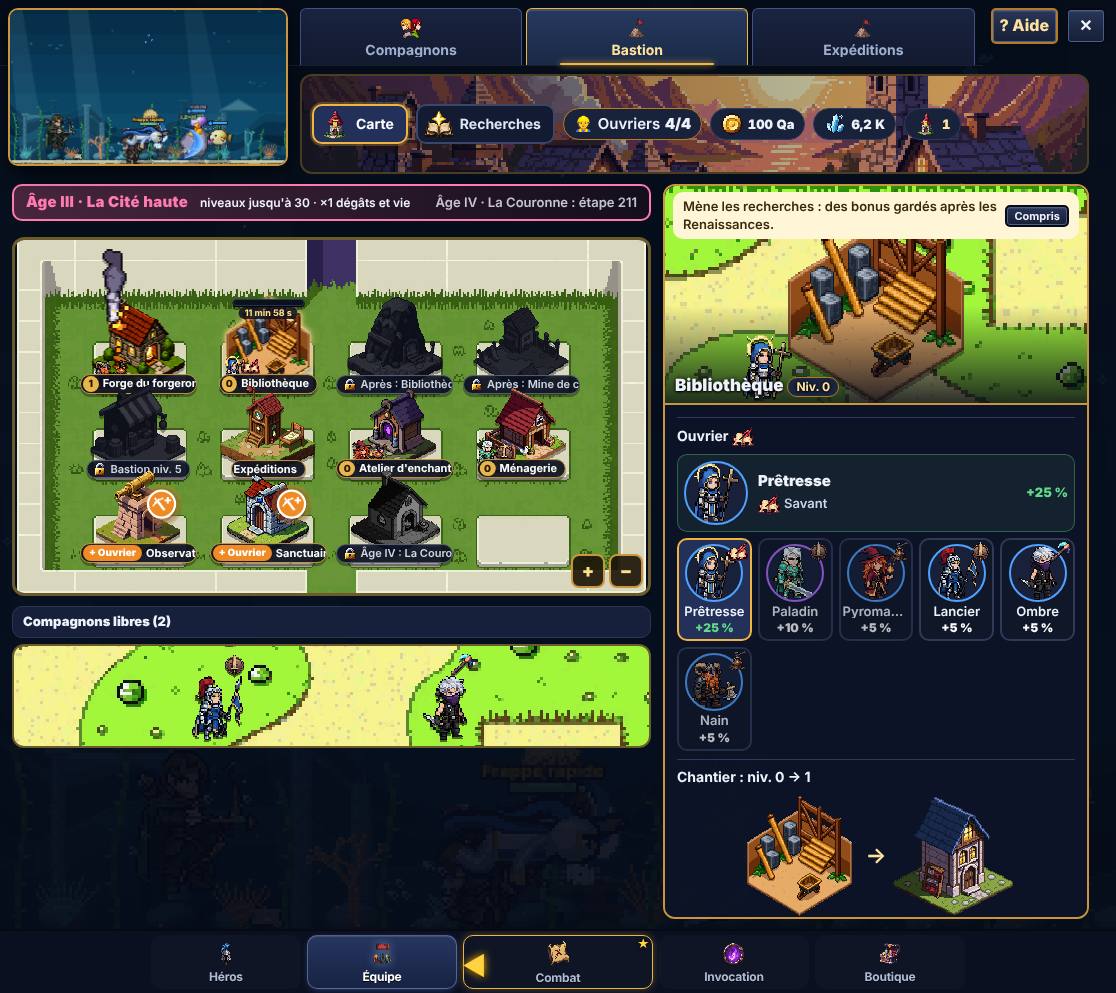 Compagnons
Bastion
Expéditions
? Aide
×
Carte
Recherches
Ouvriers 4/4
100 Qa
6,2 K
1
Âge III · La Cité haute
niveaux jusqu'à 30 · ×1 dégâts et vie
Âge IV · La Couronne : étape 211
11 min 58 s
1 Forge du forgeron
0 Bibliothèque
Après : Bibliothèc
Après : Mine de c
Bastion niv. 5
Expéditions
0 Atelier d'enchant
0 Ménagerie
+ Ouvrier Observat
+ Ouvrier Sanctuair
Âge IV : La Couro
+
−
Compagnons libres (2)
Mène les recherches : des bonus gardés après les
Renaissances.
Compris
Bibliothèque
Niv. 0
Ouvrier
Prêtresse
Savant
+25 %
Prêtresse
+25 %
Paladin
+10 %
Pyroma...
+5 %
Lancier
+5 %
Ombre
+5 %
Nain
+5 %
Chantier : niv. 0 → 1
→
Héros
Équipe
Combat
Invocation
Boutique